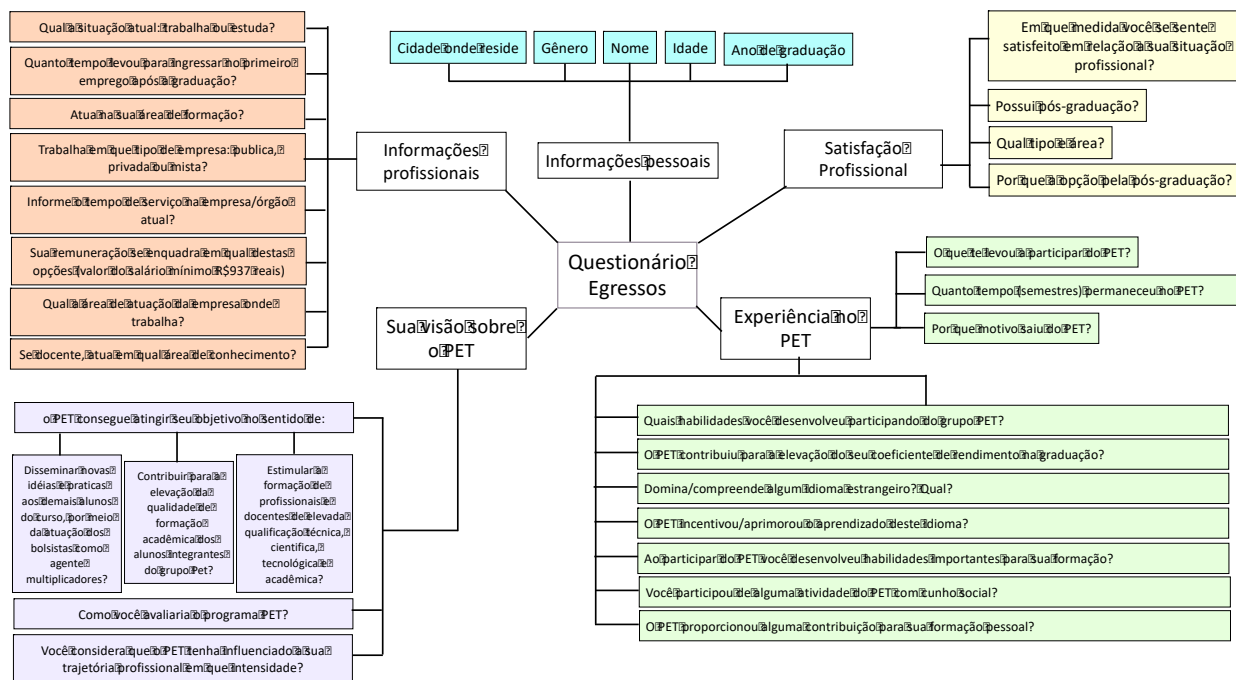 Qual a situação atual: trabalha ou estuda?
Quanto tempo levou para ingressar no primeiro
emprego após a graduação?
Atua na sua área de formação?
Trabalha em que tipo de empresa: publica,
privada ou mista?
Informe o tempo de serviço na empresa/órgão
atual?
Sua remuneração se enquadra em qual destas
opções (valor do salário mínimo R$937 reais)
Qual a área de atuação da empresa onde
trabalha?
Se docente, atua em qual área de conhecimento?
Informações
profissionais
Cidade onde reside
Gênero
Nome
Idade
Ano de graduação
Informações pessoais
Satisfação
Profissional
Em que medida você se sente
satisfeito em relação a sua situação
profissional?
Possui pós-graduação?
Qual tipo e área?
Por que a opção pela pós-graduação?
Questionário
Egressos
Sua visão sobre
o PET
Experiência no
PET
O que te levou a participar do PET?
Quanto tempo (semestres) permaneceu no PET?
Por que motivo saiu do PET?
Quais habilidades você desenvolveu participando do grupo PET?
O PET contribuiu para a elevação do seu coeficiente de rendimento na graduação?
Domina/compreende algum idioma estrangeiro? Qual?
O PET incentivou/aprimorou o aprendizado deste idioma?
Ao participar do PET você desenvolveu habilidades importantes para sua formação?
Você participou de alguma atividade do PET com cunho social?
O PET proporcionou alguma contribuição para sua formação pessoal?
o PET consegue atingir seu objetivo no sentido de:
Disseminar novas
idéias e praticas
aos demais alunos
do curso, por meio
da atuação dos
bolsistas como
agente
multiplicadores?
Contribuir para a
elevação da
qualidade de
formação
acadêmica dos
alunos integrantes
do grupo Pet?
Estimular a
formação de
profissionais e
docentes de elevada
qualificação técnica,
cientifica,
tecnológica e
acadêmica?
Como você avaliaria o programa PET?
Você considera que o PET tenha influenciado a sua
trajetória profissional em que intensidade?